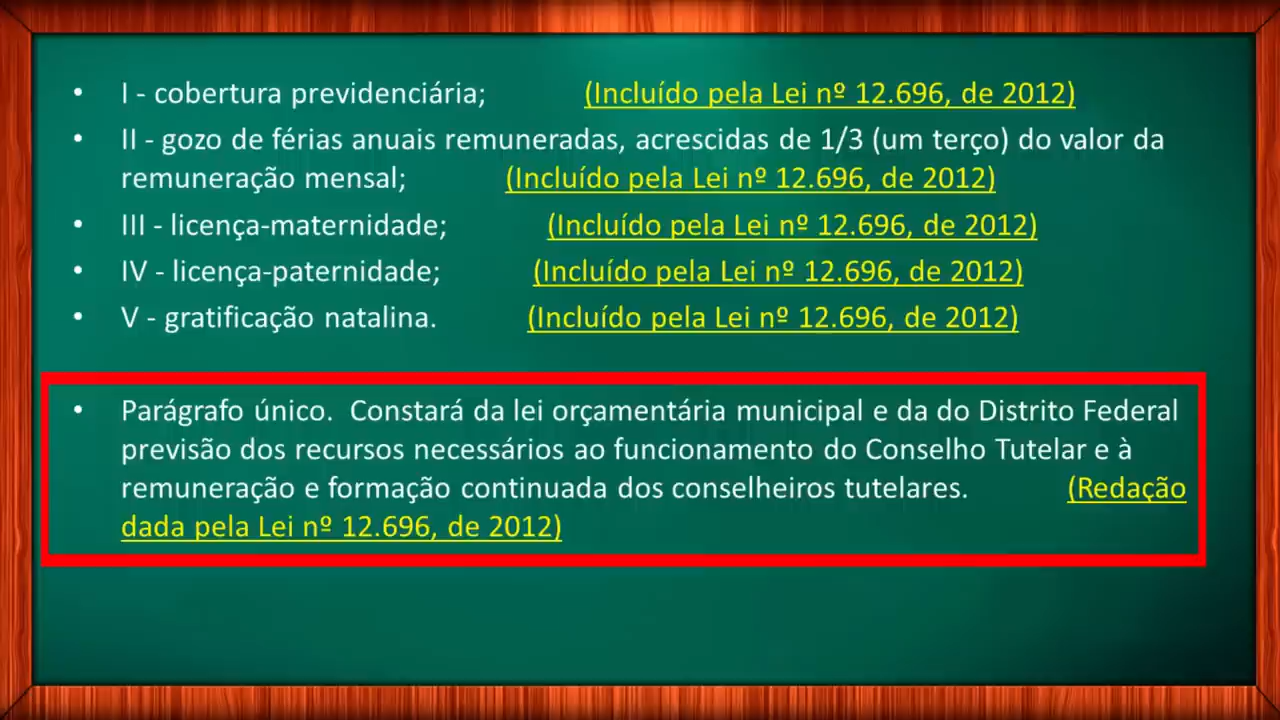 • I - cobertura previdenciária; (Incluído pela Lei nº 12.696, de 2012)
• II - gozo de férias anuais remuneradas, acrescidas de 1/3 (um terço) do valor da
remuneração mensal; (Incluído pela Lei nº 12.696, de 2012)
• III - licença-maternidade; (Incluído pela Lei nº 12.696, de 2012)
• IV - licença-paternidade; (Incluído pela Lei nº 12.696, de 2012)
• V - gratificação natalina. (Incluído pela Lei nº 12.696, de 2012)
• Parágrafo único. Constará da lei orçamentária municipal e da do Distrito Federal
previsão dos recursos necessários ao funcionamento do Conselho Tutelar e à
remuneração e formação continuada dos conselheiros tutelares. (Redação
dada pela Lei nº 12.696, de 2012)